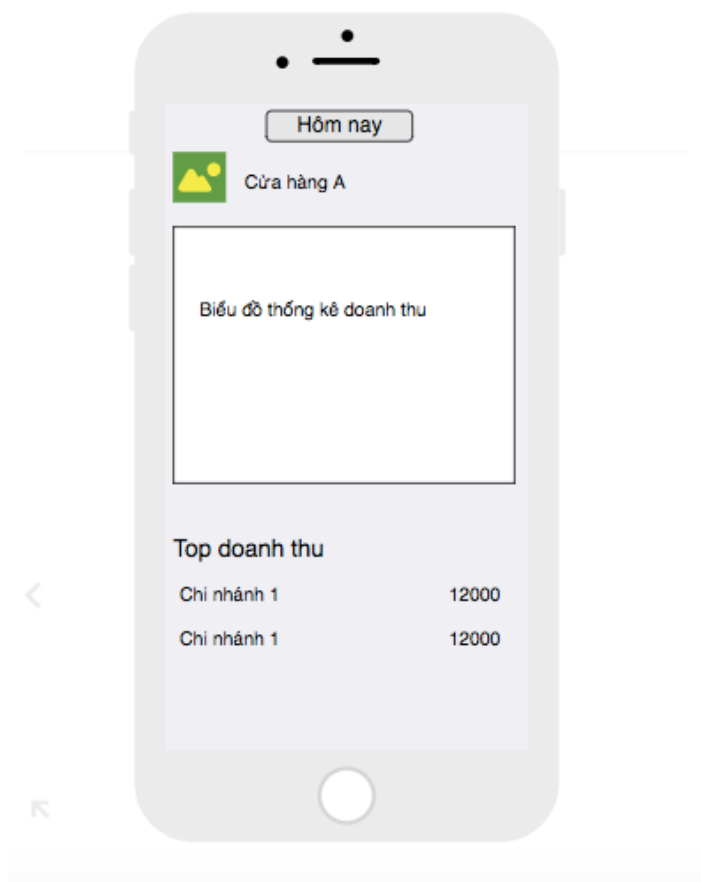 Hôm nay
Cửa hàng A
Biểu đồ thống kê doanh thu
Top doanh thu
Chi nhánh 1 12000
Chi nhánh 1 12000